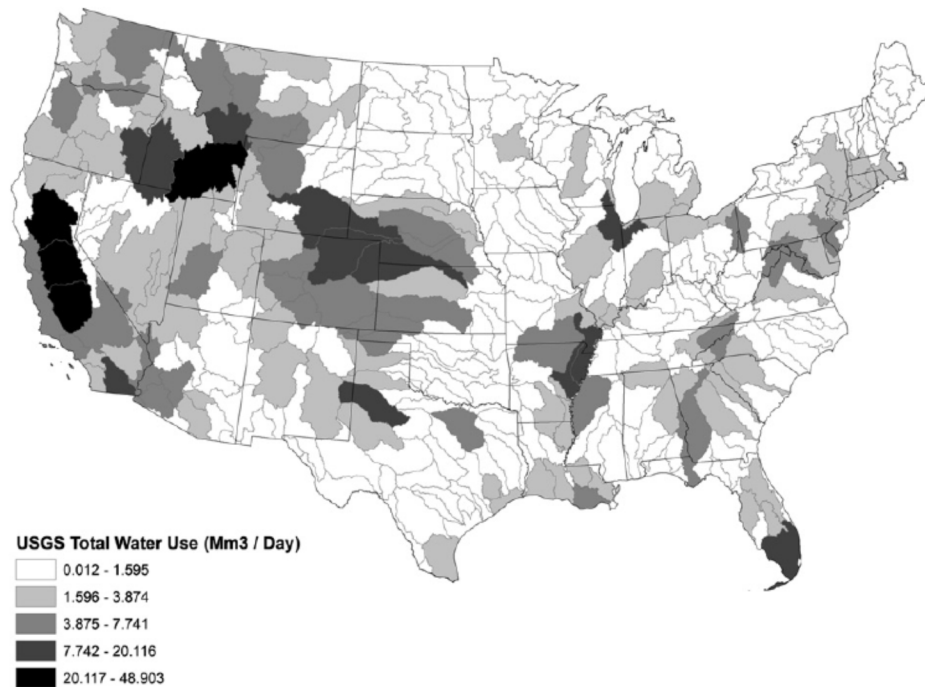 USGS Total Water Use (Mm3 / Day)
0.012 - 1.595
1.596 - 3.874
3.875 - 7.741
7.742 - 20.116
20.117 - 48.903